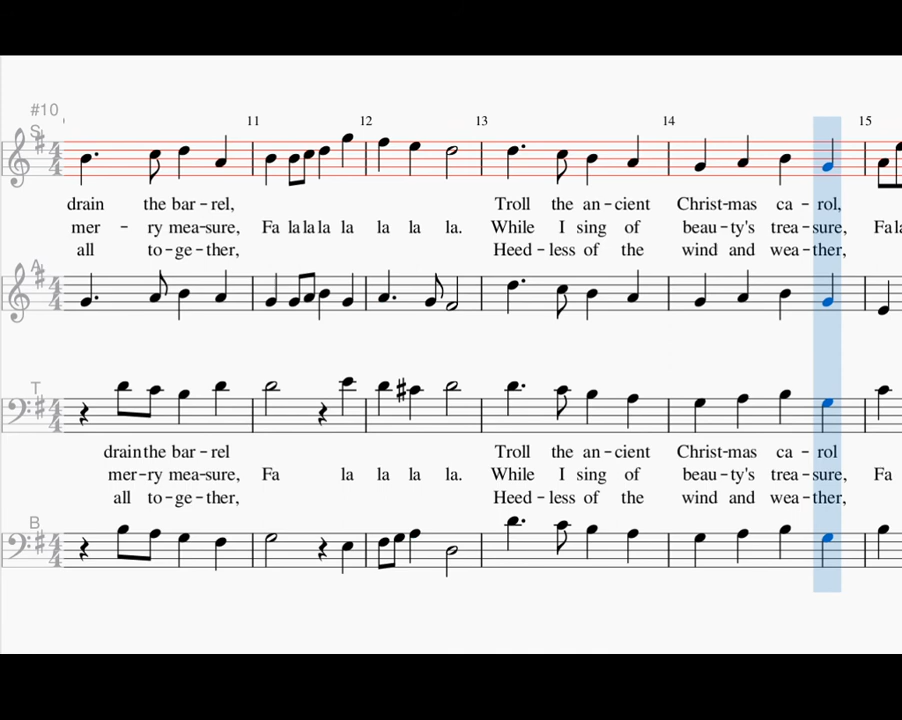 #10
11 12 13 14 15
S
drain the bar-rel, Troll the an-cient Christ-mas ca-rol,
mer - ry mea-sure, Fa la la la la la la la. While I sing of beau-ty's trea-sure, Fa la
all to-ge-ther, Heed-less of the wind and wea-ther,
A
T
drain the bar-rel Troll the an-cient Christ-mas ca-rol
mer-ry mea-sure, Fa la la la la. While I sing of beau-ty's trea-sure, Fa
all to-ge-ther, Heed-less of the wind and wea-ther,
B